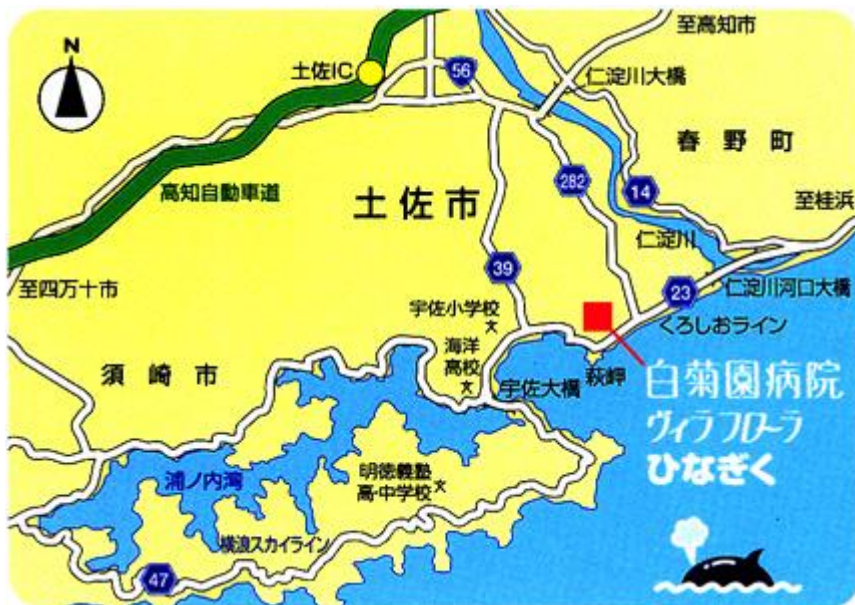 至高知市
N
土佐IC
56
仁淀川大橋
春野町
高知自動車道
土佐市
282
14
至桂浜
仁淀川
39
至四万十市
23
仁淀川河口大橋
宇佐小学校
くろしおライン
海洋
高校
須崎市
宇佐大橋
萩岬
白菊園病院
ヴィラフローラ
ひなぎく
浦ノ内湾
明徳義塾
高・中学校
横浪スカイライン
47